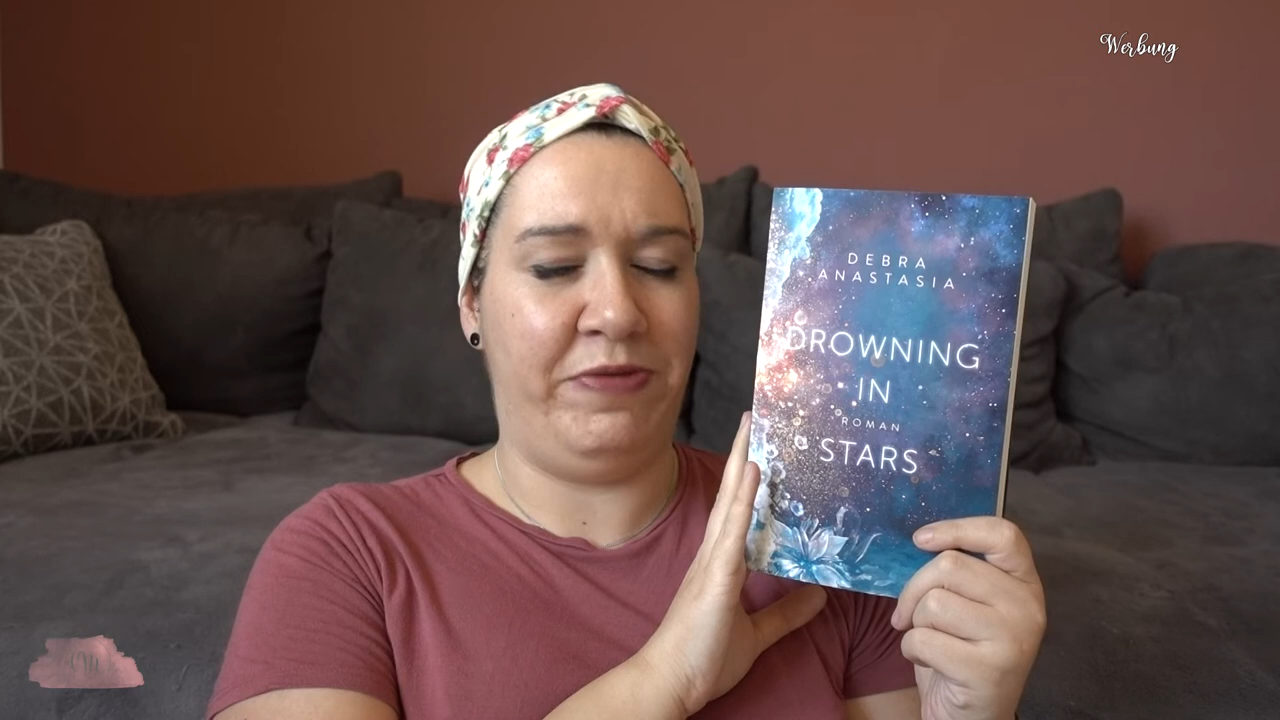 Werbung
DEBRA
ANASTASIA
DROWNING
IN
ROMAN
STARS